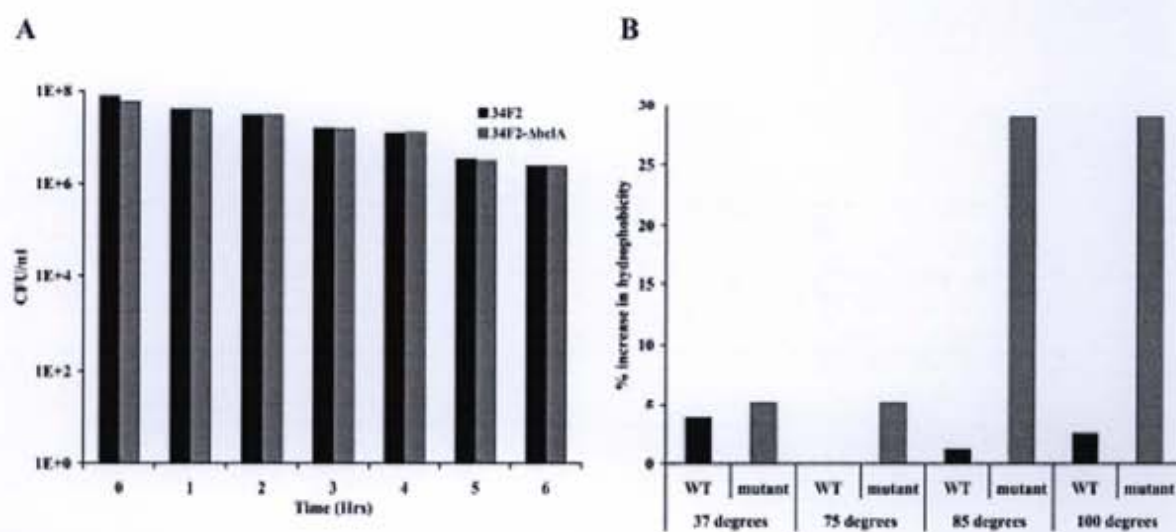 A
1E+8
1E+6
1E+4
1E+2
1E+0
CFU/ml
0 1 2 3 4 5 6
Time (Hrs)
34F2
34F2-ΔbclA
B
30
25
20
15
10
5
0
% increase in hydrophobicity
WT mutant WT mutant WT mutant WT mutant
37 degrees 75 degrees 85 degrees 100 degrees